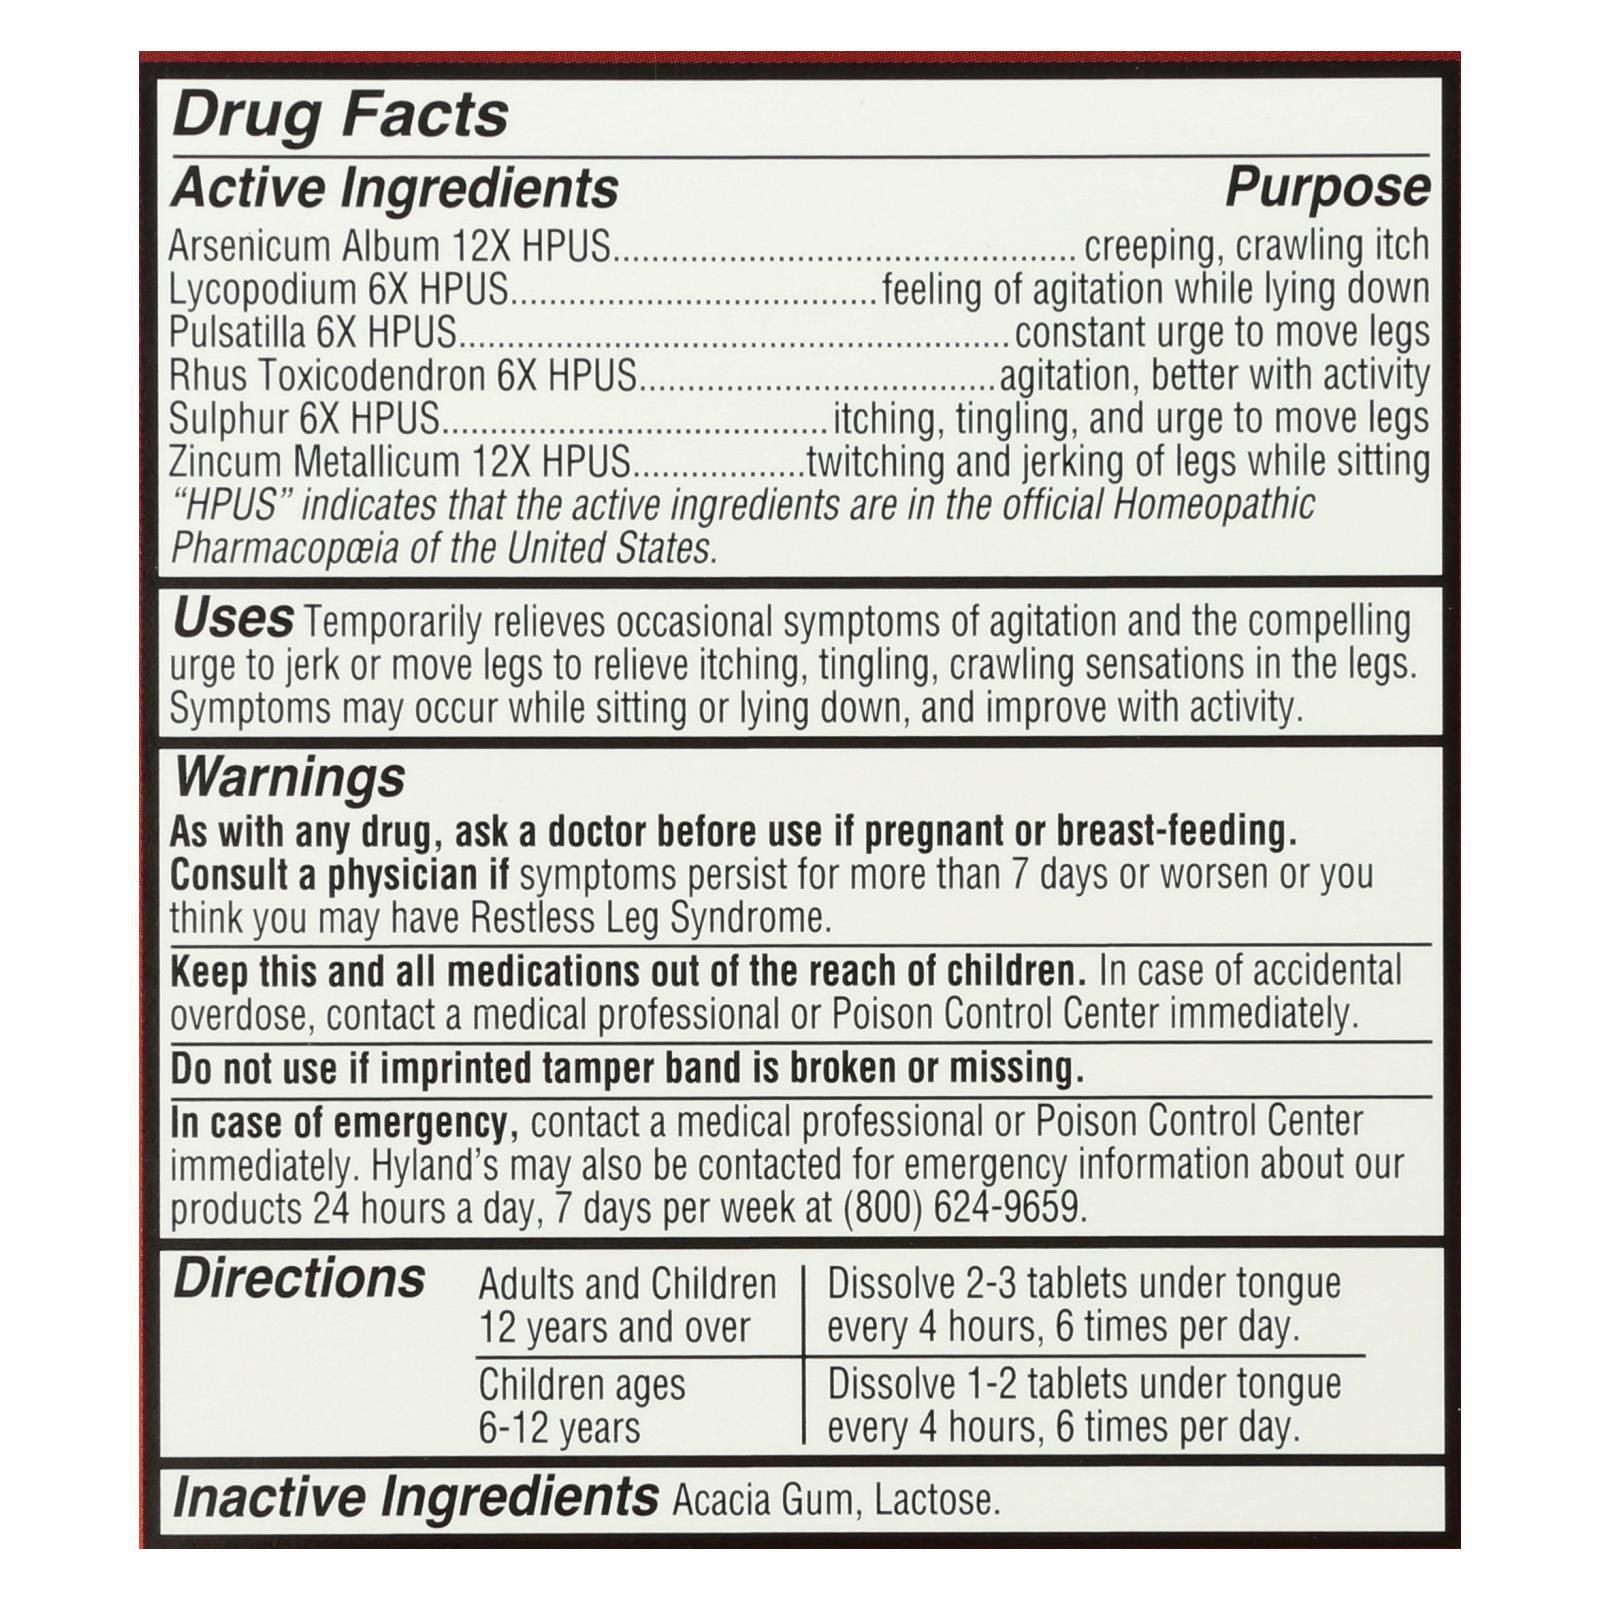 Drug Facts
Active Ingredients Purpose
Arsenicum Album 12X HPUS................................................ creeping, crawling itch
Lycopodium 6X HPUS......................................feeling of agitation while lying down
Pulsatilla 6X HPUS.........................................................constant urge to move legs
Rhus Toxicodendron 6X HPUS.....................................agitation, better with activity
Sulphur 6X HPUS........................................itching, tingling, and urge to move legs
Zincum Metallicum 12X HPUS..................twitching and jerking of legs while sitting
“HPUS” indicates that the active ingredients are in the official Homeopathic
Pharmacopœia of the United States.
Uses Temporarily relieves occasional symptoms of agitation and the compelling
urge to jerk or move legs to relieve itching, tingling, crawling sensations in the legs.
Symptoms may occur while sitting or lying down, and improve with activity.
Warnings
As with any drug, ask a doctor before use if pregnant or breast-feeding.
Consult a physician if symptoms persist for more than 7 days or worsen or you
think you may have Restless Leg Syndrome.
Keep this and all medications out of the reach of children. In case of accidental
overdose, contact a medical professional or Poison Control Center immediately.
Do not use if imprinted tamper band is broken or missing.
In case of emergency, contact a medical professional or Poison Control Center
immediately. Hyland’s may also be contacted for emergency information about our
products 24 hours a day, 7 days per week at (800) 624-9659.
Directions
Adults and Children
12 years and over
Dissolve 2-3 tablets under tongue
every 4 hours, 6 times per day.
Children ages
6-12 years
Dissolve 1-2 tablets under tongue
every 4 hours, 6 times per day.
Inactive Ingredients Acacia Gum, Lactose.